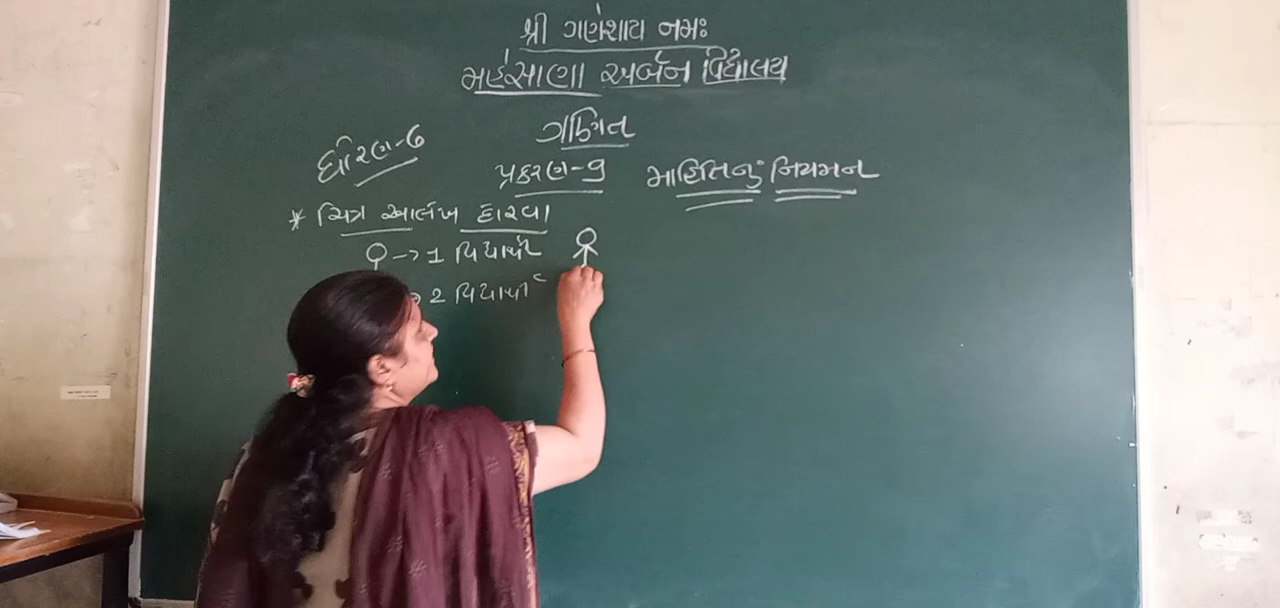 શ્રી ગણેશાય નમઃ
મહેસાણા અર્બન વિદ્યાલય
ગણિત
ધોરણ-6
પ્રકરણ-9 માહિતિનું નિયમન
* ચિત્ર આલેખ દોરવા
→ 1 વિદ્યાર્થી
→ 2 વિદ્યાર્થી